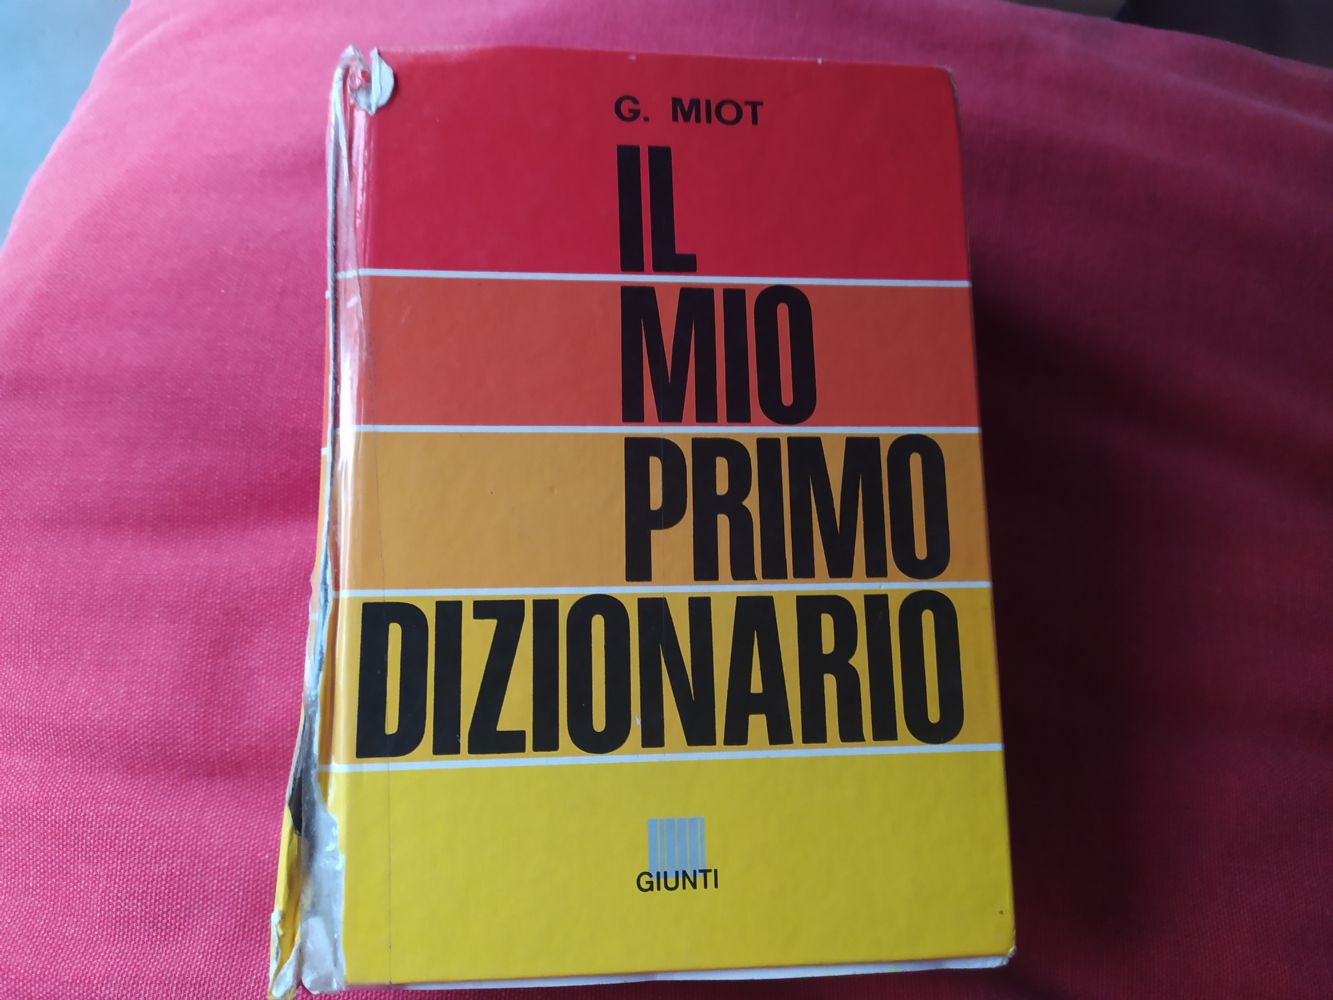 G. MIOT
IL
MIO
PRIMO
DIZIONARIO
GIUNTI